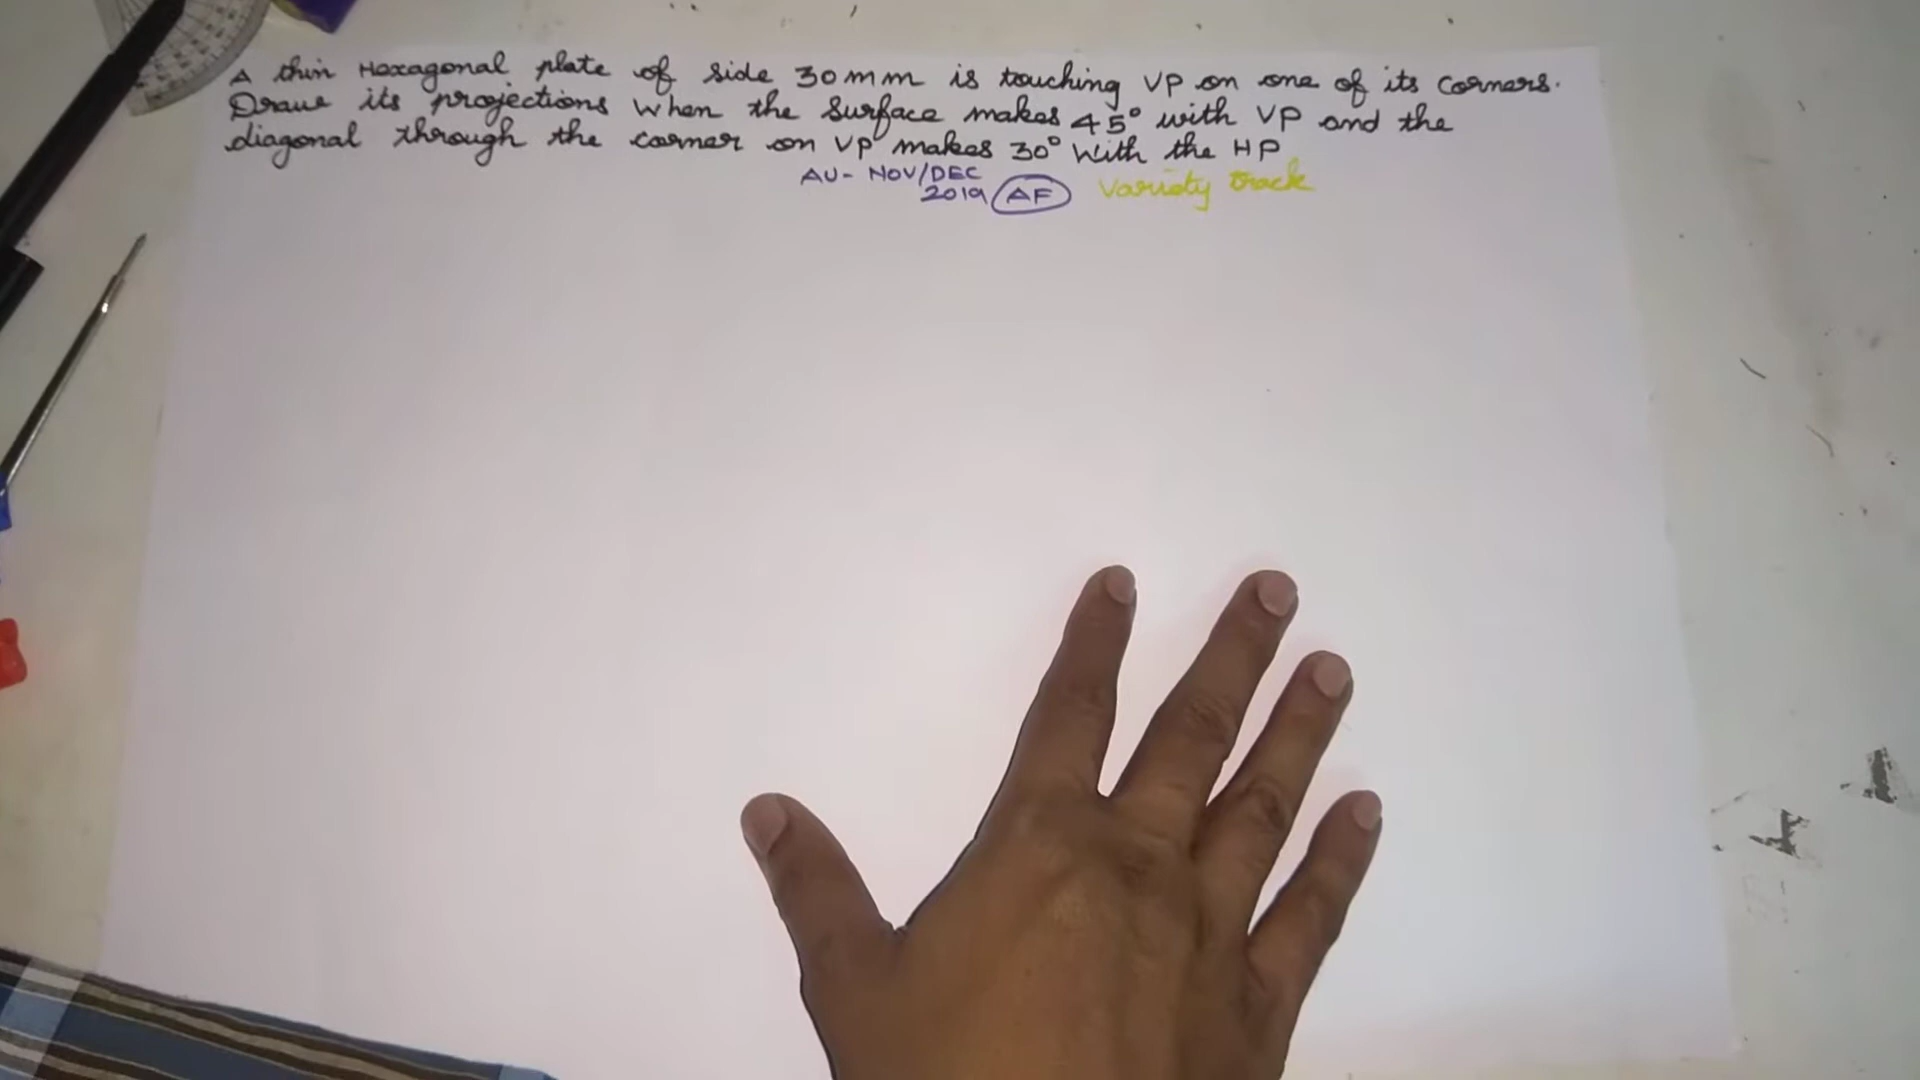 A thin Hexagonal plate of side 30mm is touching VP on one of its corners.
Draw its projections when the surface makes 45° with VP and the
diagonal through the corner on VP makes 30° with the HP
AU- NOV/DEC
2019 AF Variety track